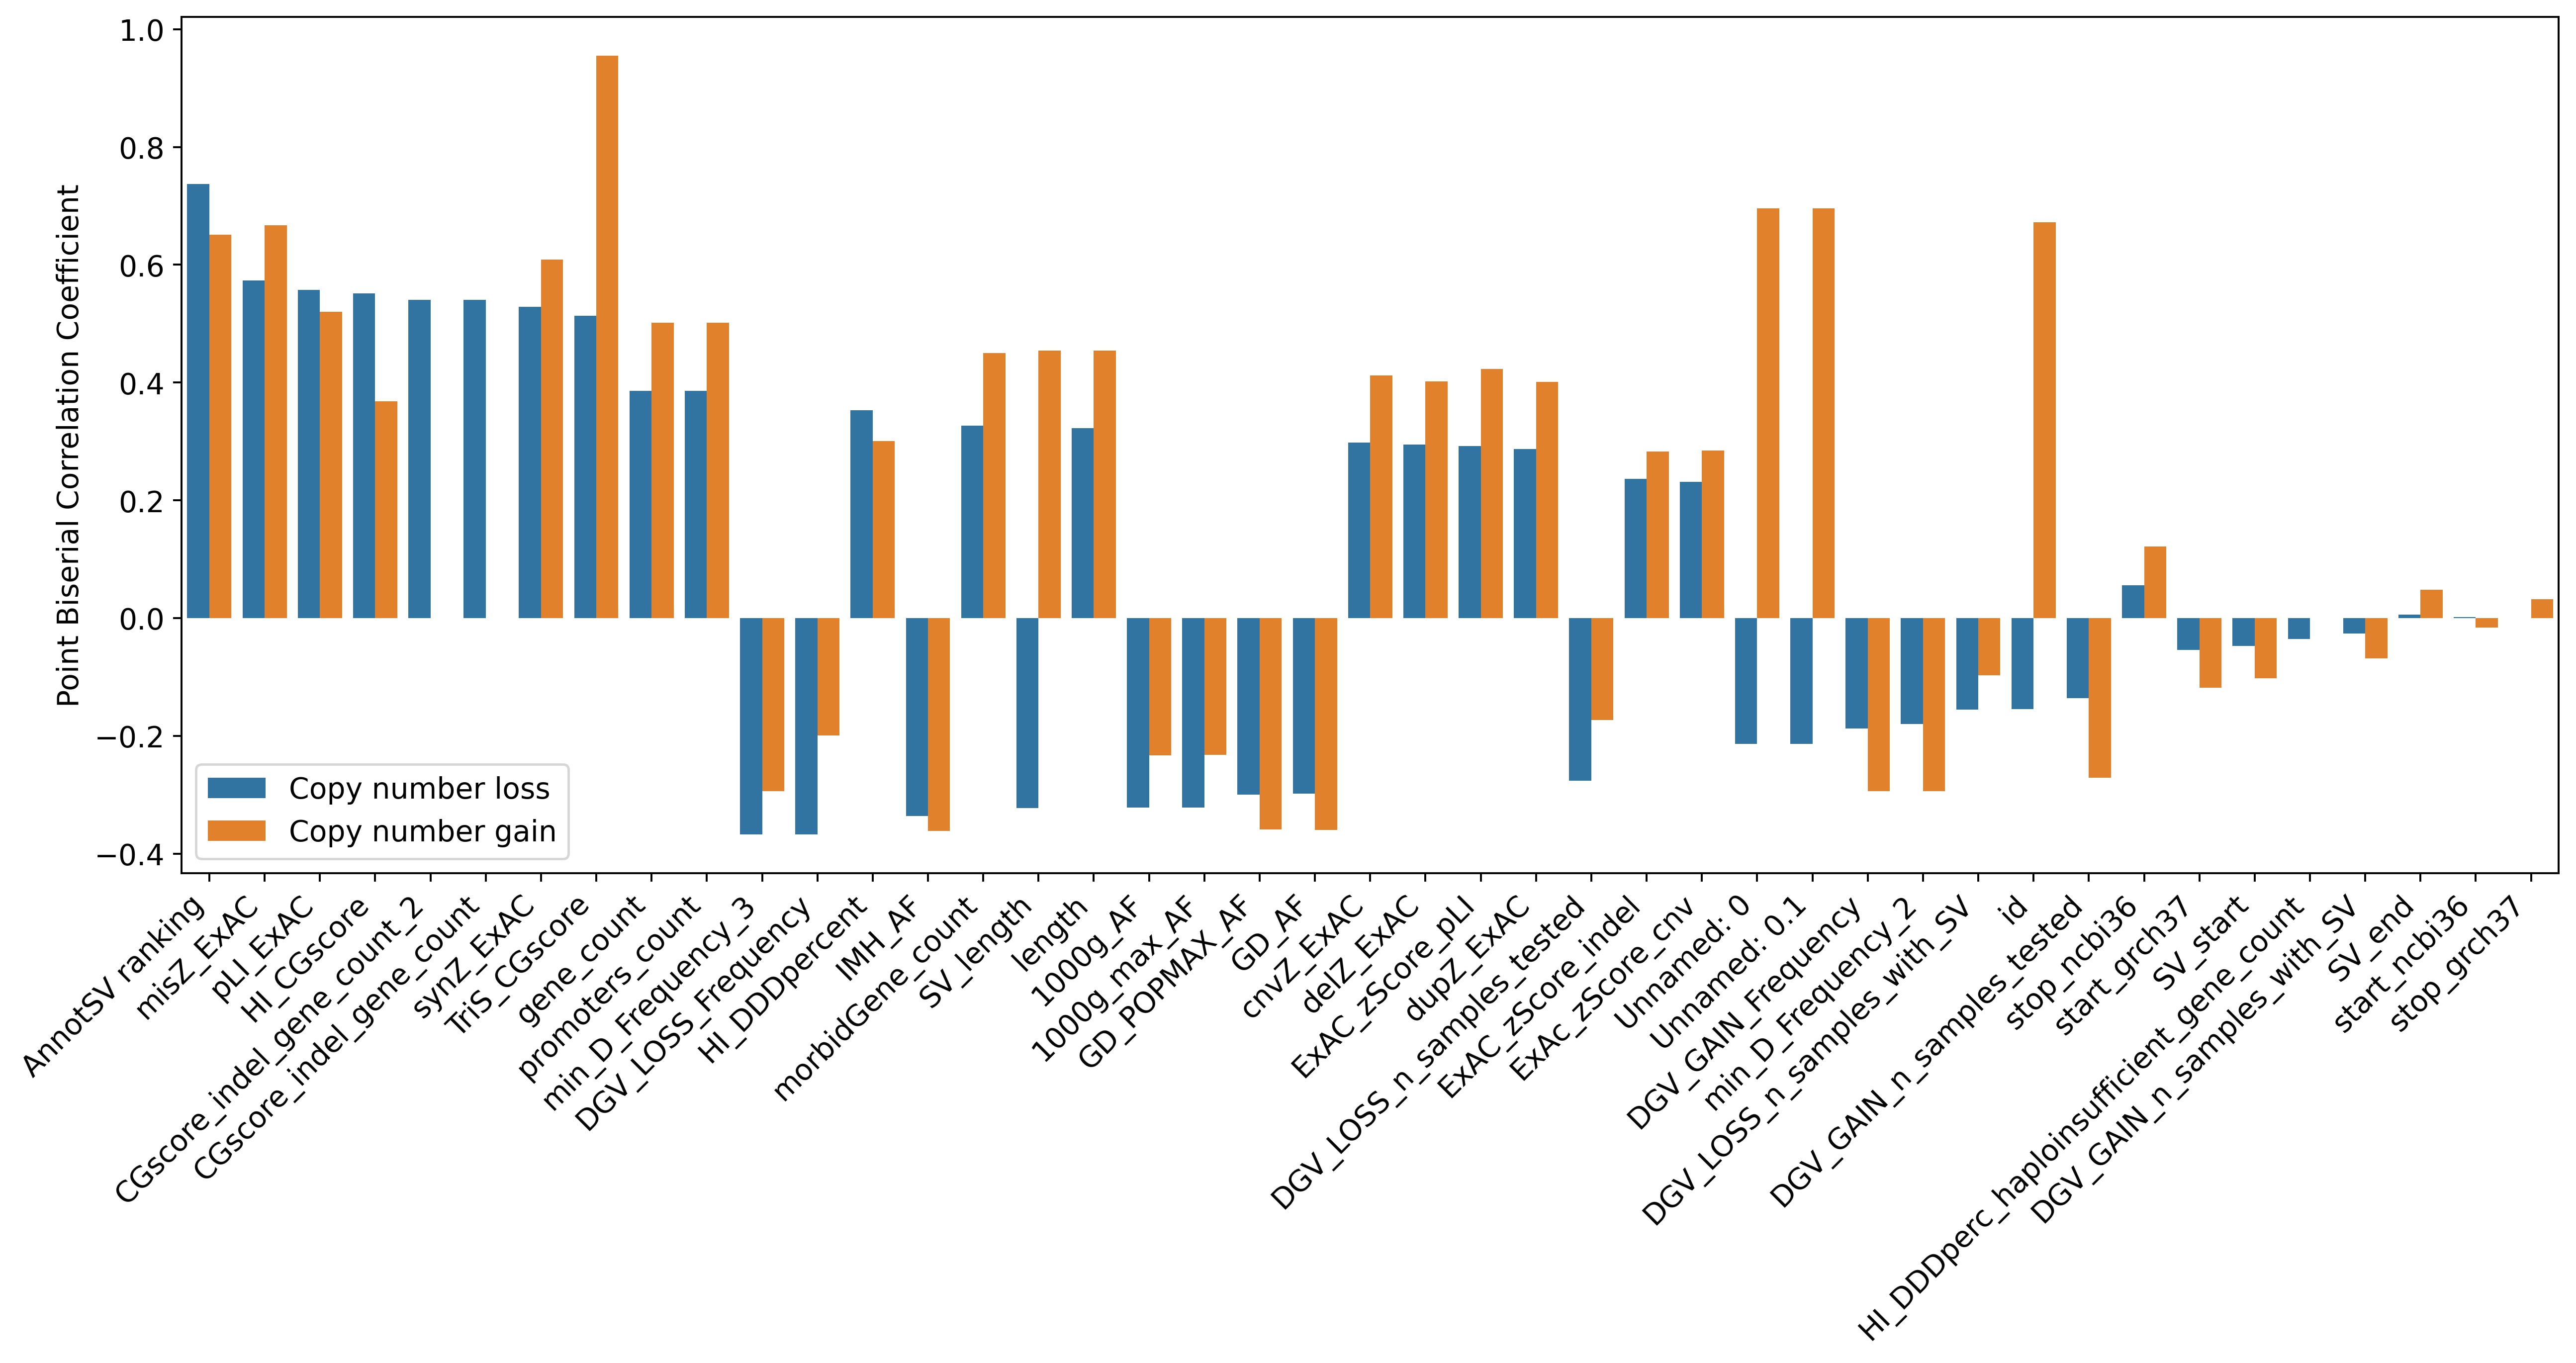 1.0
0.8
0.6
0.4
0.2
0.0
−0.2
−0.4
Point Biserial Correlation Coefficient
Copy number loss
Copy number gain
AnnotSV ranking
misZ_ExAC
pLI_ExAC
HI_CGscore
CGscore_indel_gene_count_2
CGscore_indel_gene_count
synZ_ExAC
TriS_CGscore
gene_count
promoters_count
min_D_Frequency_3
DGV_LOSS_Frequency
HI_DDDpercent
IMH_AF
morbidGene_count
SV_length
length
1000g_AF
1000g_max_AF
GD_POPMAX_AF
GD_AF
cnvZ_ExAC
delZ_ExAC
ExAC_zScore_pLI
dupZ_ExAC
DGV_LOSS_n_samples_tested
ExAC_zScore_indel
ExAc_zScore_cnv
Unnamed: 0
Unnamed: 0.1
DGV_GAIN_Frequency
min_D_Frequency_2
DGV_LOSS_n_samples_with_SV
id
DGV_GAIN_n_samples_tested
stop_ncbi36
start_grch37
SV_start
HI_DDDperc_haploinsufficient_gene_count
DGV_GAIN_n_samples_with_SV
SV_end
start_ncbi36
stop_grch37